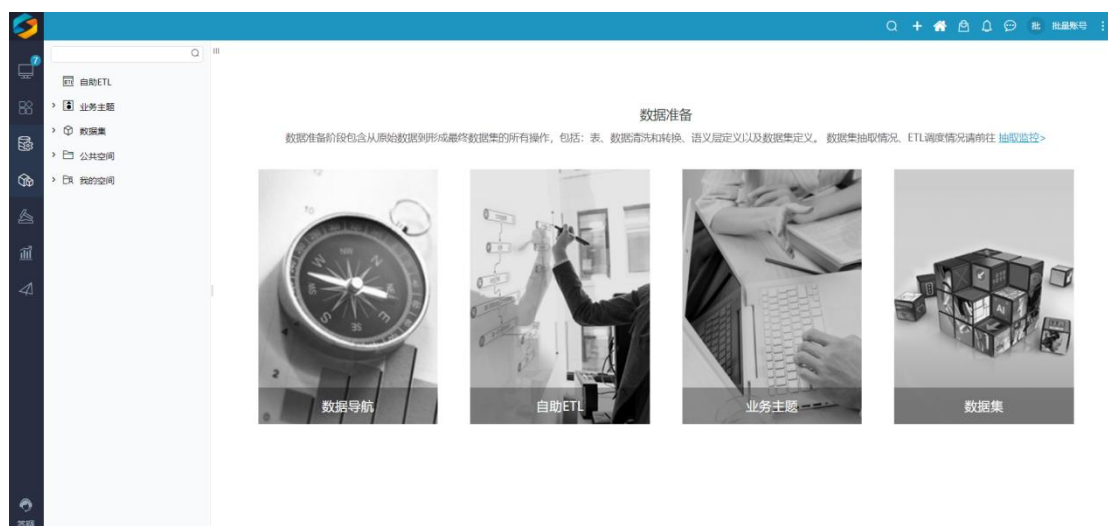 批
批量账号
7
自助ETL
业务主题
数据集
公共空间
我的空间
数据准备
数据准备阶段包含从原始数据到形成最终数据集的所有操作，包括：表、数据清洗和转换、语义层定义以及数据集定义。 数据集抽取情况、ETL调度情况请前往 抽取监控>
数据导航
自助ETL
业务主题
数据集